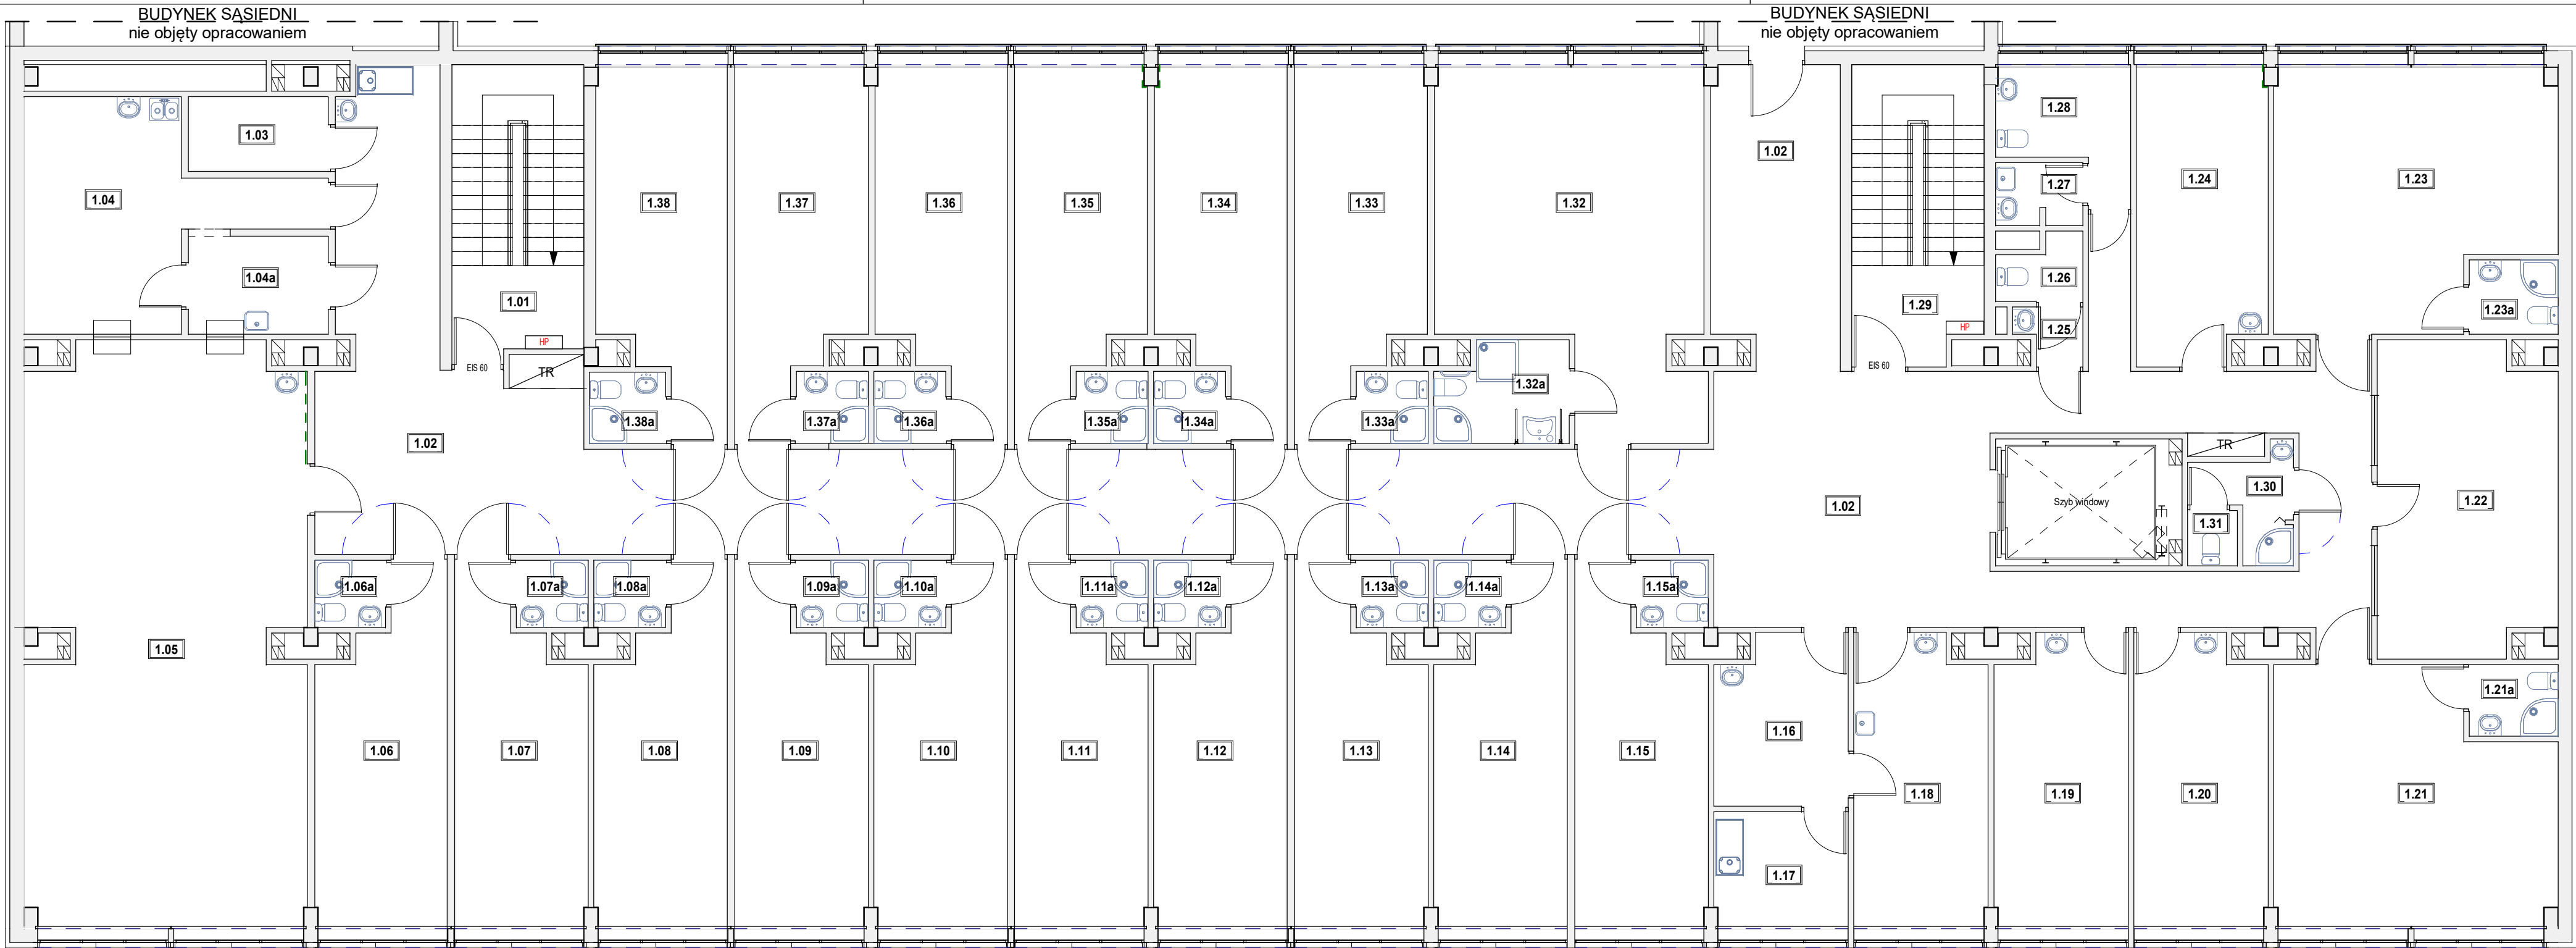 BUDYNEK SĄSIEDNI
nie objęty opracowaniem
BUDYNEK SĄSIEDNI
nie objęty opracowaniem
1.03
1.02
1.28
1.04
1.38
1.37
1.36
1.35
1.34
1.33
1.32
1.27
1.24
1.23
1.04a
1.01
1.29
1.26
1.23a
HP
HP
1.25
EIS 60
TR
EIS 60
1.32a
1.38a
1.37a
1.36a
1.35a
1.34a
1.33a
1.02
TR
1.30
1.02
Szyb windowy
1.31
1.22
1.06a
1.07a
1.08a
1.09a
1.10a
1.11a
1.12a
1.13a
1.14a
1.15a
1.05
1.21a
1.16
1.06
1.07
1.08
1.09
1.10
1.11
1.12
1.13
1.14
1.15
1.18
1.19
1.20
1.21
1.17